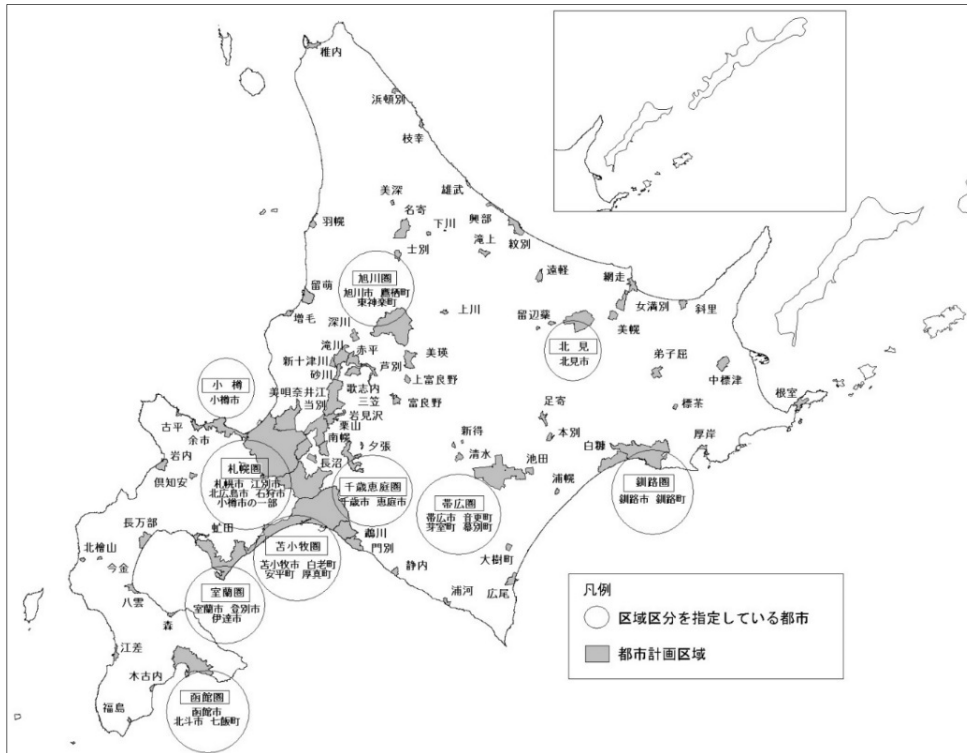 稚内
浜頓別
枝幸
美深
雄武
名寄
下川
興部
羽幌
滝上
紋別
士別
旭川圏
旭川市 鷹栖町
東神楽町
遠軽
網走
留萌
増毛
上川
留辺蘂
女満別
斜里
美幌
深川
滝川
赤平
美瑛
北見
北見市
弟子屈
新十津川
芦別
砂川
上富良野
中標津
小樽
小樽市
美唄奈井江
歌志内
当別
三笠
富良野
標茶
根室
岩見沢
足寄
古平
栗山
余市
南幌
夕張
新得
本別
白糠
厚岸
岩内
長沼
清水
池田
札幌圏
札幌市 江別市
北広島市 石狩市
小樽市の一部
倶知安
千歳恵庭圏
千歳市 恵庭市
帯広圏
帯広市 音更町
芽室町 幕別町
浦幌
釧路圏
釧路市 釧路町
長万部
虻田
鵡川
門別
北檜山
苫小牧圏
苫小牧市 白老町
安平町 厚真町
今金
静内
大樹町
八雲
室蘭圏
室蘭市 登別市
伊達市
浦河
広尾
森
江差
木古内
福島
函館圏
函館市
北斗市 七飯町
凡例
区域区分を指定している都市
都市計画区域